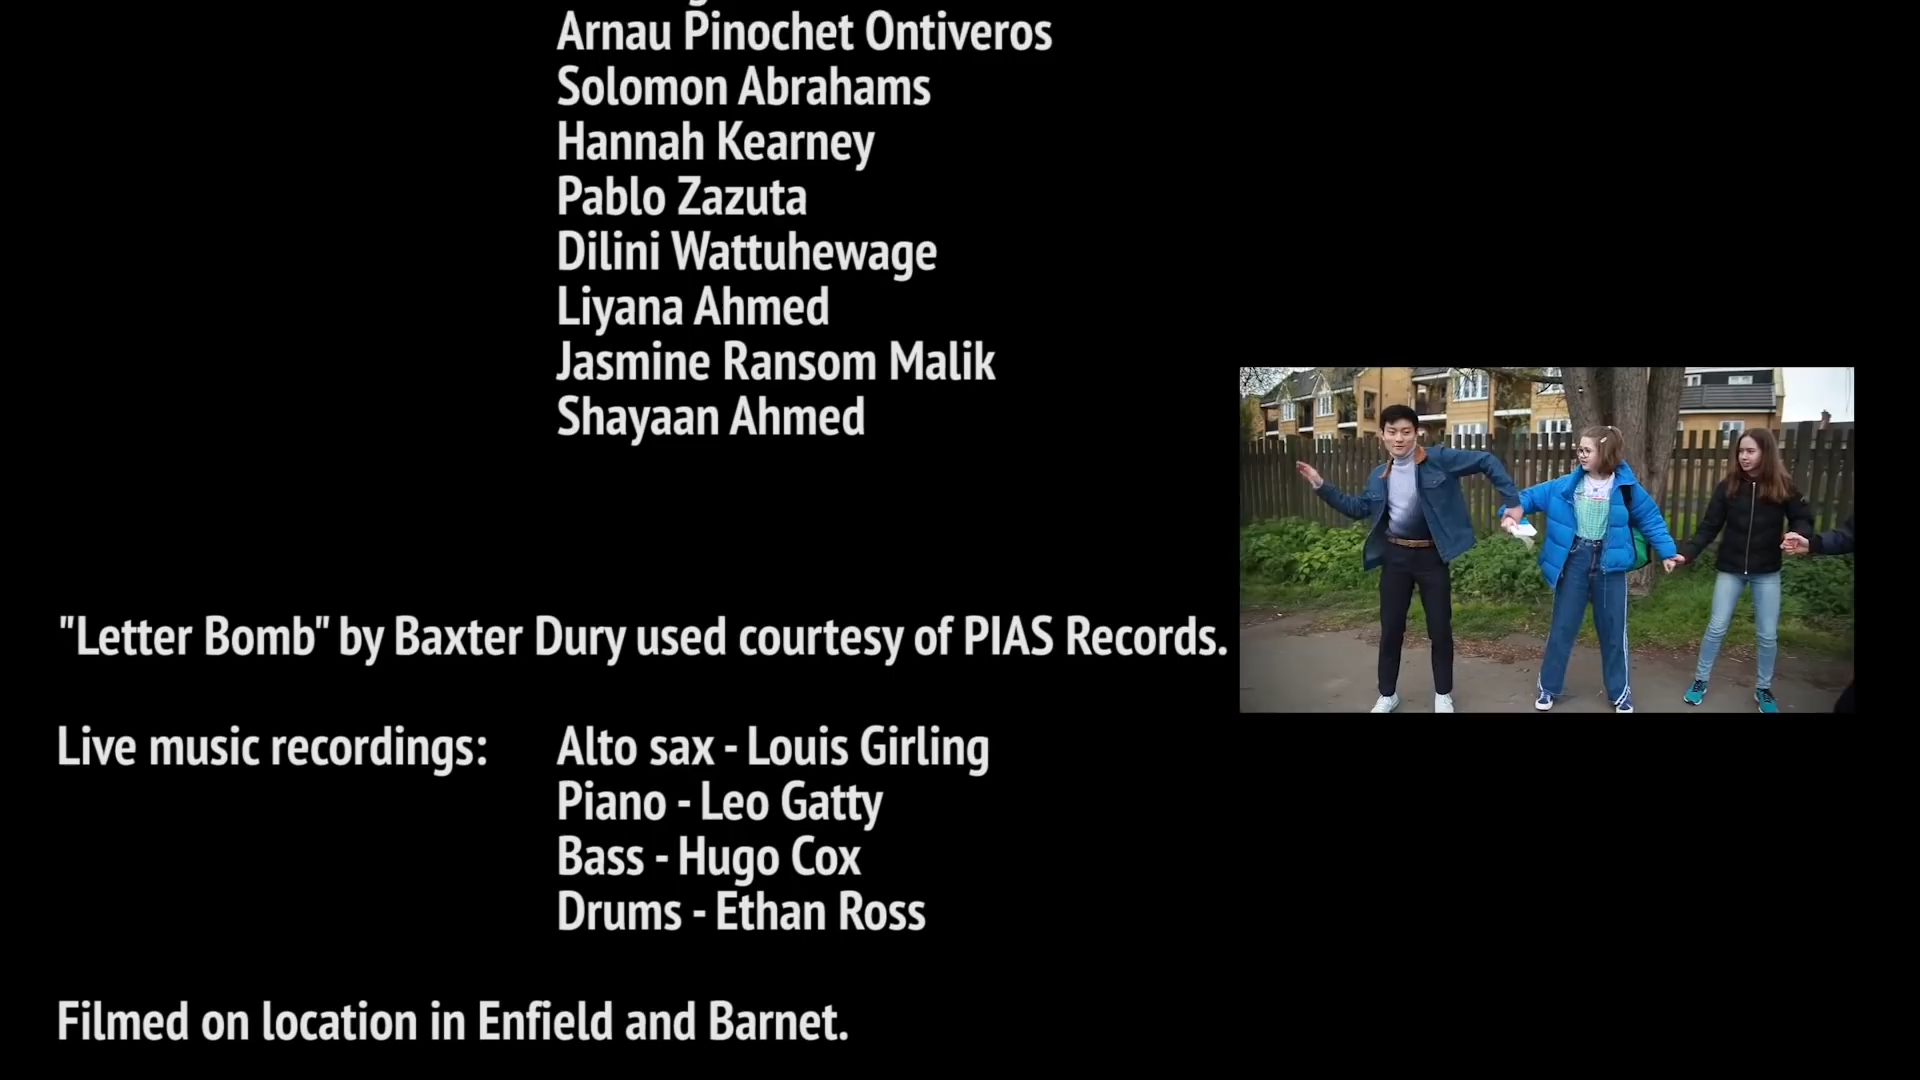 Arnau Pinochet Ontiveros
Solomon Abrahams
Hannah Kearney
Pablo Zazuta
Dilini Wattuhewage
Liyana Ahmed
Jasmine Ransom Malik
Shayaan Ahmed
"Letter Bomb" by Baxter Dury used courtesy of PIAS Records.
Live music recordings: Alto sax - Louis Girling
Piano - Leo Gatty
Bass - Hugo Cox
Drums - Ethan Ross
Filmed on location in Enfield and Barnet.